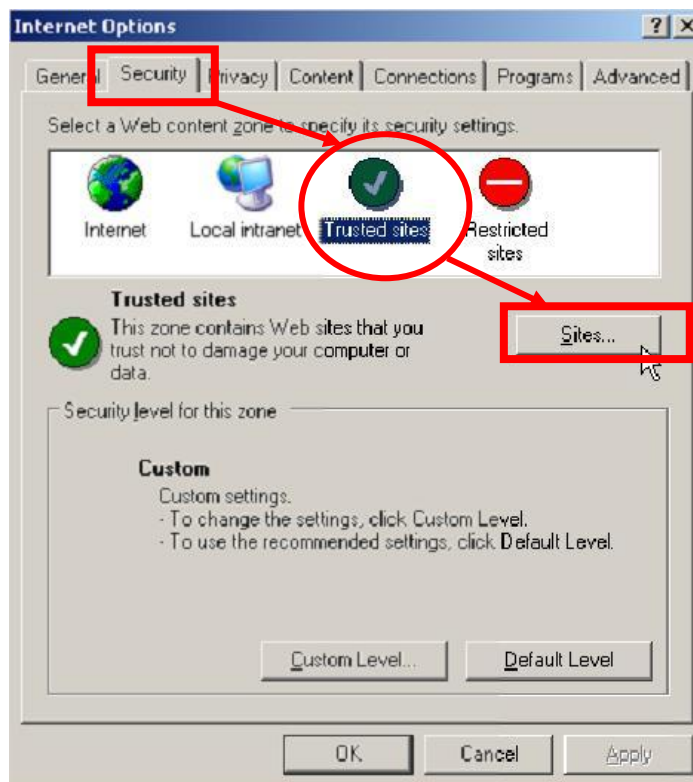 Internet Options
General Security Privacy Content Connections Programs Advanced
Select a Web content zone to specify its security settings.
Internet Local intranet Trusted sites Restricted sites
Trusted sites
This zone contains Web sites that you
trust not to damage your computer or
data.
Sites...
Security level for this zone
Custom
Custom settings.
- To change the settings, click Custom Level.
- To use the recommended settings, click Default Level.
Custom Level... Default Level
OK Cancel Apply